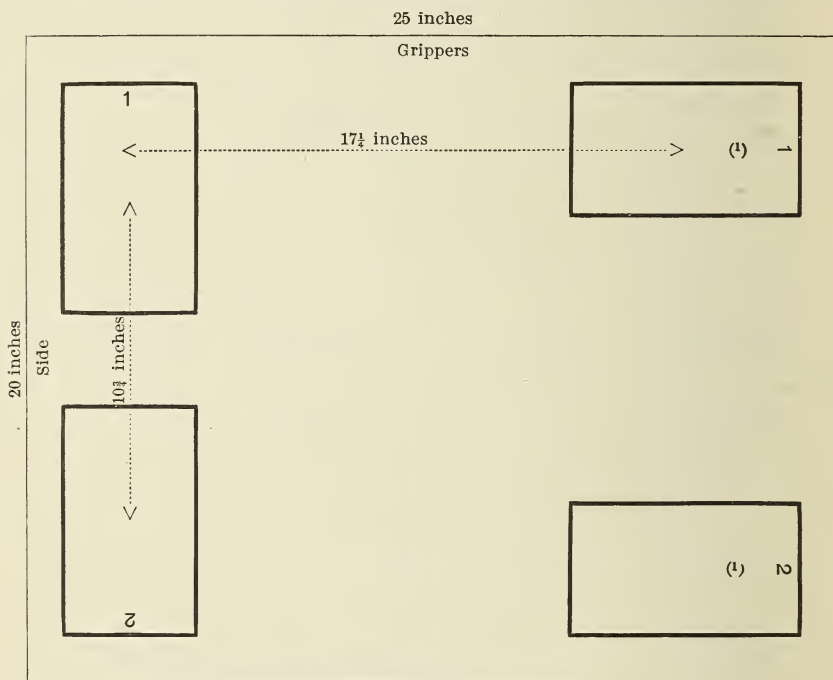 25 inches
Grippers
1
17¼ inches
(1)
1
20 inches
Side
10¾ inches
2
(1)
2